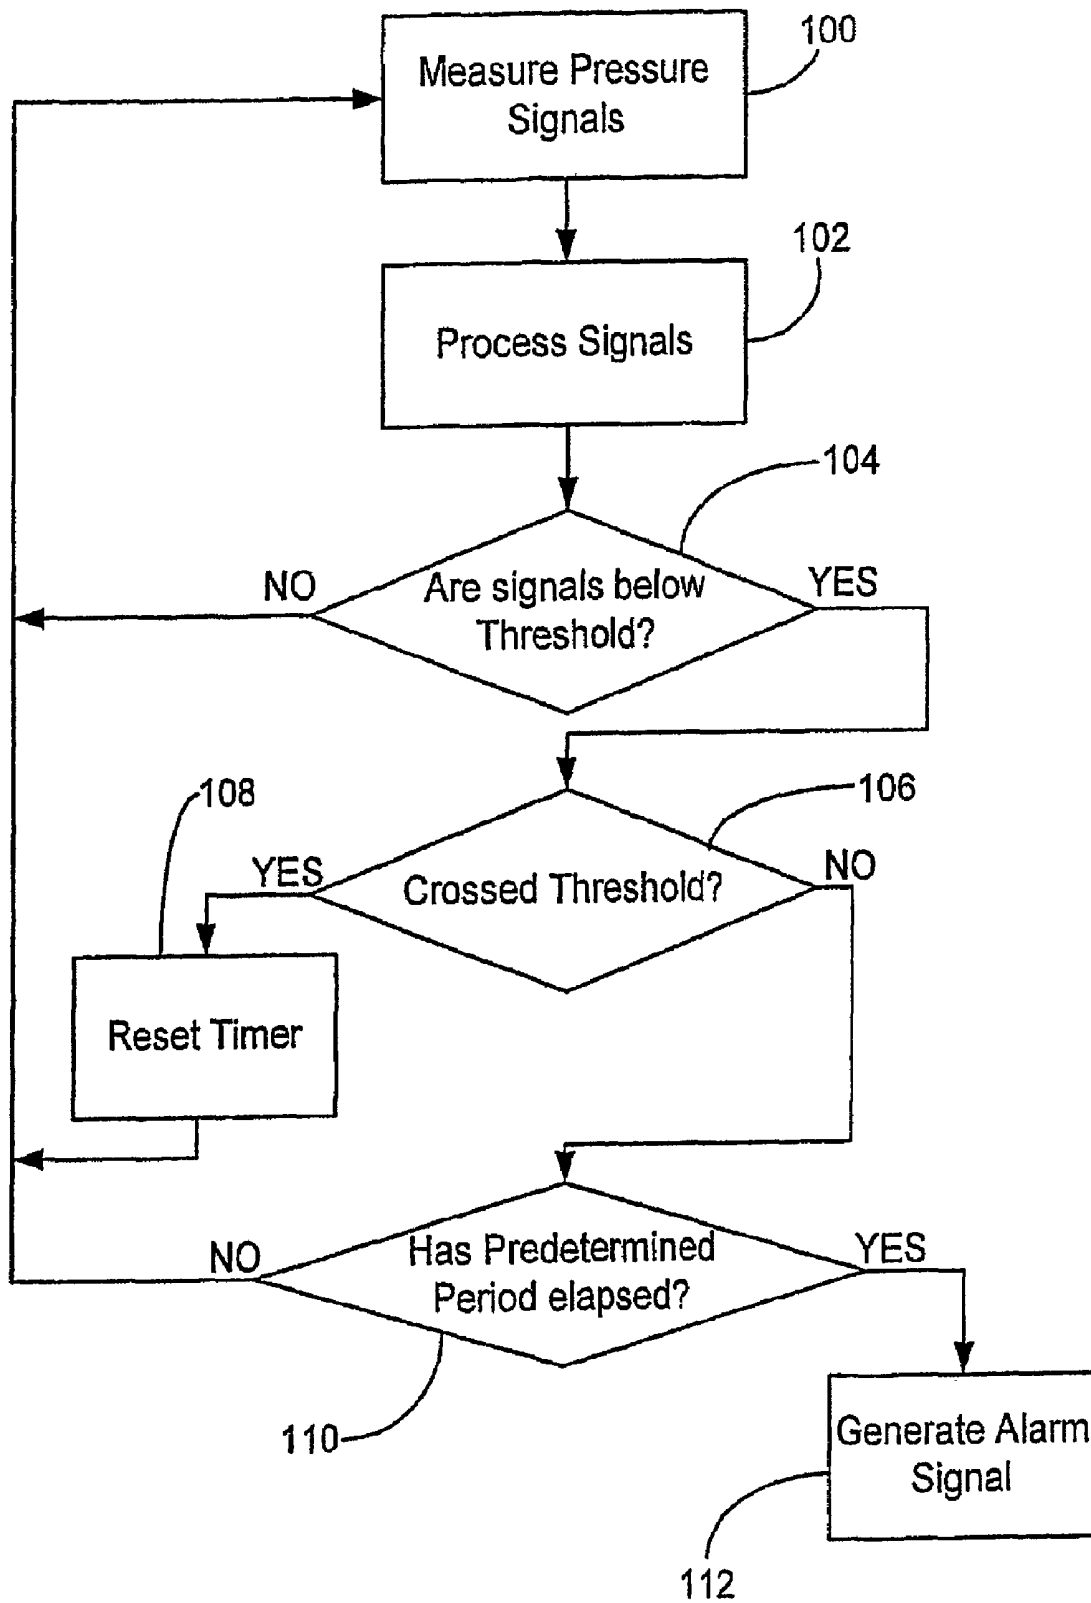 100
Measure Pressure
Signals
102
Process Signals
104
NO
Are signals below
Threshold?
YES
108
106
YES
Crossed Threshold?
NO
Reset Timer
NO
Has Predetermined
Period elapsed?
YES
110
Generate Alarm
Signal
112